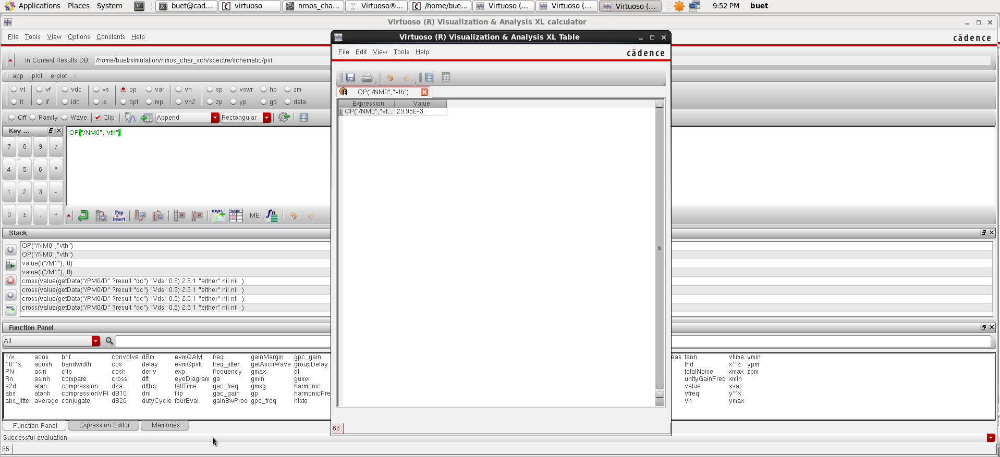 Applications Places System buet@cad... virtuoso nmos_cha... Virtuoso®... /home/bue... Virtuoso (... Virtuoso (... Virtuoso (... 9:52 PM buet
Virtuoso (R) Visualization & Analysis XL calculator
File Tools View Options Constants Help
cādence
In Context Results DB: /home/buet/simulation/nmos_char_sch/spectre/schematic/psf
app plot erplot
vt vf vdc vs op var vn sp vswr hp zm
it if idc is opt mp vn2 zp yp gd data
Off Family Wave Clip Append Rectangular
Key ...
OP("/NM0","vth")
7 8 9 /
4 5 6 *
1 2 3 -
0 ± . +
Pop insert expr expr ME fn
Stack
OP("/NM0","vth")
OP("/NM0","vth")
value(i("/M1"), 0)
value(i("/M1"), 0)
cross(value(getData("/PM0/D" ?result "dc") "Vds" 0.5) 2.5 1 "either" nil nil )
cross(value(getData("/PM0/D" ?result "dc") "Vds" 0.5) 2.5 1 "either" nil nil )
cross(value(getData("/PM0/D" ?result "dc") "Vds" 0.5) 2.5 1 "either" nil nil )
cross(value(getData("/PM0/D" ?result "dc") "Vds" 0.5) 2.5 1 "either" nil nil )
Function Panel
All
1/x acos b1f convolve dBm evmQAM freq gainMargin gpc_gain eas tanh vtime ymin
10**x acosh bandwidth cos delay evmQpsk freq_jitter getAsciiWave groupDelay thd x**2 ypm
PN asin clip cosh deriv exp frequency gmax gt totalNoise xmax zpm
Rn asinh compare cross dft eyeDiagram ga gmin gumx unityGainFreq xmin
a2d atan compression d2a dftbb fallTime gac_freq gmsg harmonic value xval
abs atanh compressionVRI dB10 dnl flip gac_gain gp harmonicFre vfreq y**x
abs_jitter average conjugate dB20 dutyCycle fourEval gainBwProd gpc_freq histo vh ymax
Function Panel Expression Editor Memories
Successful evaluation
65
Virtuoso (R) Visualization & Analysis XL Table
File Edit View Tools Help
cādence
OP("/NM0","vth")
Expression Value
1 OP("/NM0","vt... 29.95E-3
66